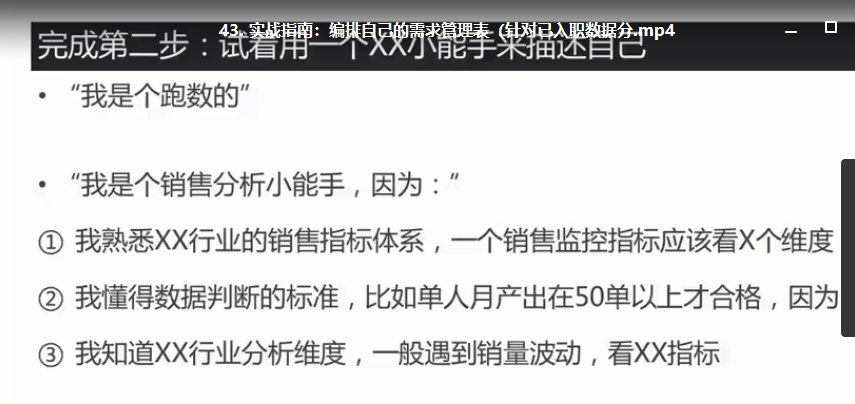 43. 实战指南：编排自己的需求管理表（针对已入职数据分.mp4
完成第二步：试着用一个XX小能手来描述自己
• “我是个跑数的”
• “我是个销售分析小能手，因为：”
① 我熟悉XX行业的销售指标体系，一个销售监控指标应该看X个维度
② 我懂得数据判断的标准，比如单人月产出在50单以上才合格，因为
③ 我知道XX行业分析维度，一般遇到销量波动，看XX指标